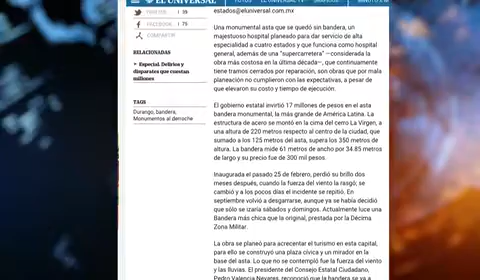 EL UNIVERSAL
TWITTER | 39
FACEBOOK | 75
COMPARTIR
RELACIONADAS
Especial. Delirios y
disparates que cuestan
millones
TAGS
Durango, bandera,
Monumentos al derroche
estados@eluniversal.com.mx
Una monumental asta que se quedó sin bandera, un
majestuoso hospital planeado para dar servicio de alta
especialidad a cuatro estados y que funciona como hospital
general, además de una "supercarretera" —considerada la
obra más costosa en la última década—, que continuamente
tiene tramos cerrados por reparación, son obras que por mala
planeación no cumplieron con las expectativas, a pesar de
que elevaron su costo y tiempo de ejecución.
El gobierno estatal invirtió 17 millones de pesos en el asta
bandera monumental, la más grande de América Latina. La
estructura de acero se montó en la cima del cerro La Virgen, a
una altura de 220 metros respecto al centro de la ciudad, que
sumado a los 125 metros del asta, supera los 350 metros de
altura. La bandera mide 61 metros de ancho por 34.85 metros
de largo y su precio fue de 300 mil pesos.
Inaugurada el pasado 25 de febrero, perdió su brillo dos
meses después, cuando la fuerza del viento la rasgó; se
cambió y a los pocos días el incidente se repitió. En
septiembre volvió a desgarrarse, aunque ya se había decidido
que sólo se izaría sábados y domingos. Actualmente luce una
Bandera más chica que la original, prestada por la Décima
Zona Militar.
La obra se planeó para acrecentar el turismo en esta capital,
para ello se construyó una plaza cívica y un mirador en la
base del asta. Lo que no se contempló fue la fuerza del viento
y las lluvias. El presidente del Consejo Estatal Ciudadano,
Pedro Valencia Nevares, reconoció que la bandera se va a